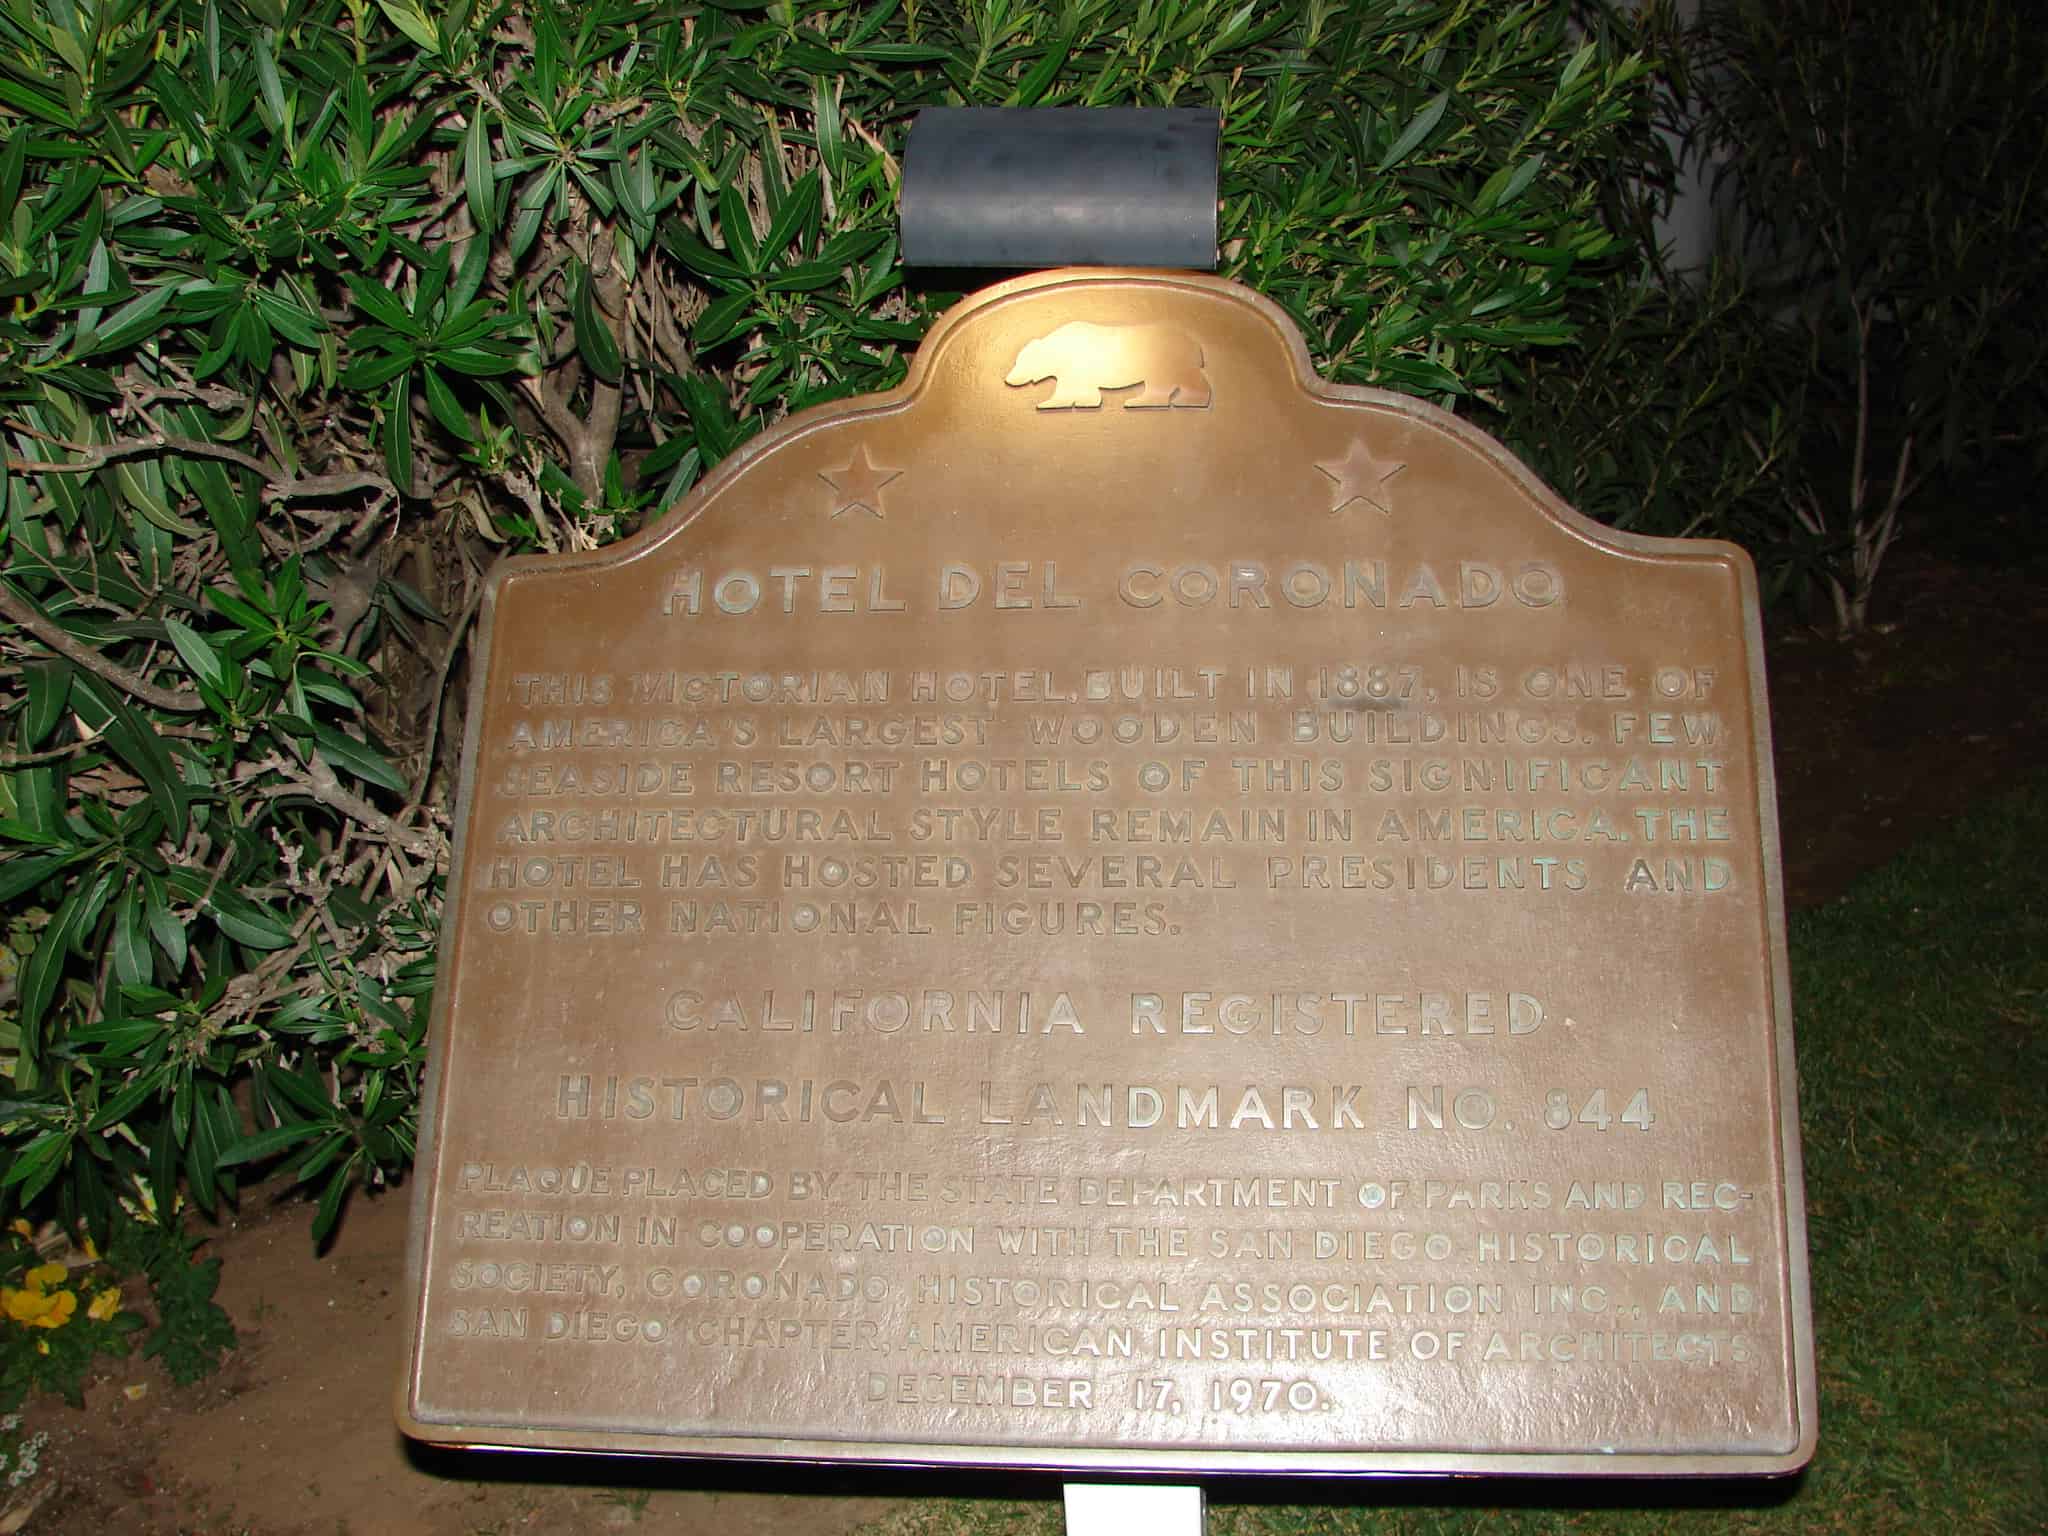 HOTEL DEL CORONADO
THIS VICTORIAN HOTEL, BUILT IN 1887, IS ONE OF
AMERICA'S LARGEST WOODEN BUILDINGS. FEW
SEASIDE RESORT HOTELS OF THIS SIGNIFICANT
ARCHITECTURAL STYLE REMAIN IN AMERICA. THE
HOTEL HAS HOSTED SEVERAL PRESIDENTS AND
OTHER NATIONAL FIGURES.
CALIFORNIA REGISTERED
HISTORICAL LANDMARK NO. 844
PLAQUE PLACED BY THE STATE DEPARTMENT OF PARKS AND REC-
REATION IN COOPERATION WITH THE SAN DIEGO HISTORICAL
SOCIETY, CORONADO HISTORICAL ASSOCIATION INC., AND
SAN DIEGO CHAPTER, AMERICAN INSTITUTE OF ARCHITECTS,
DECEMBER 17, 1970.